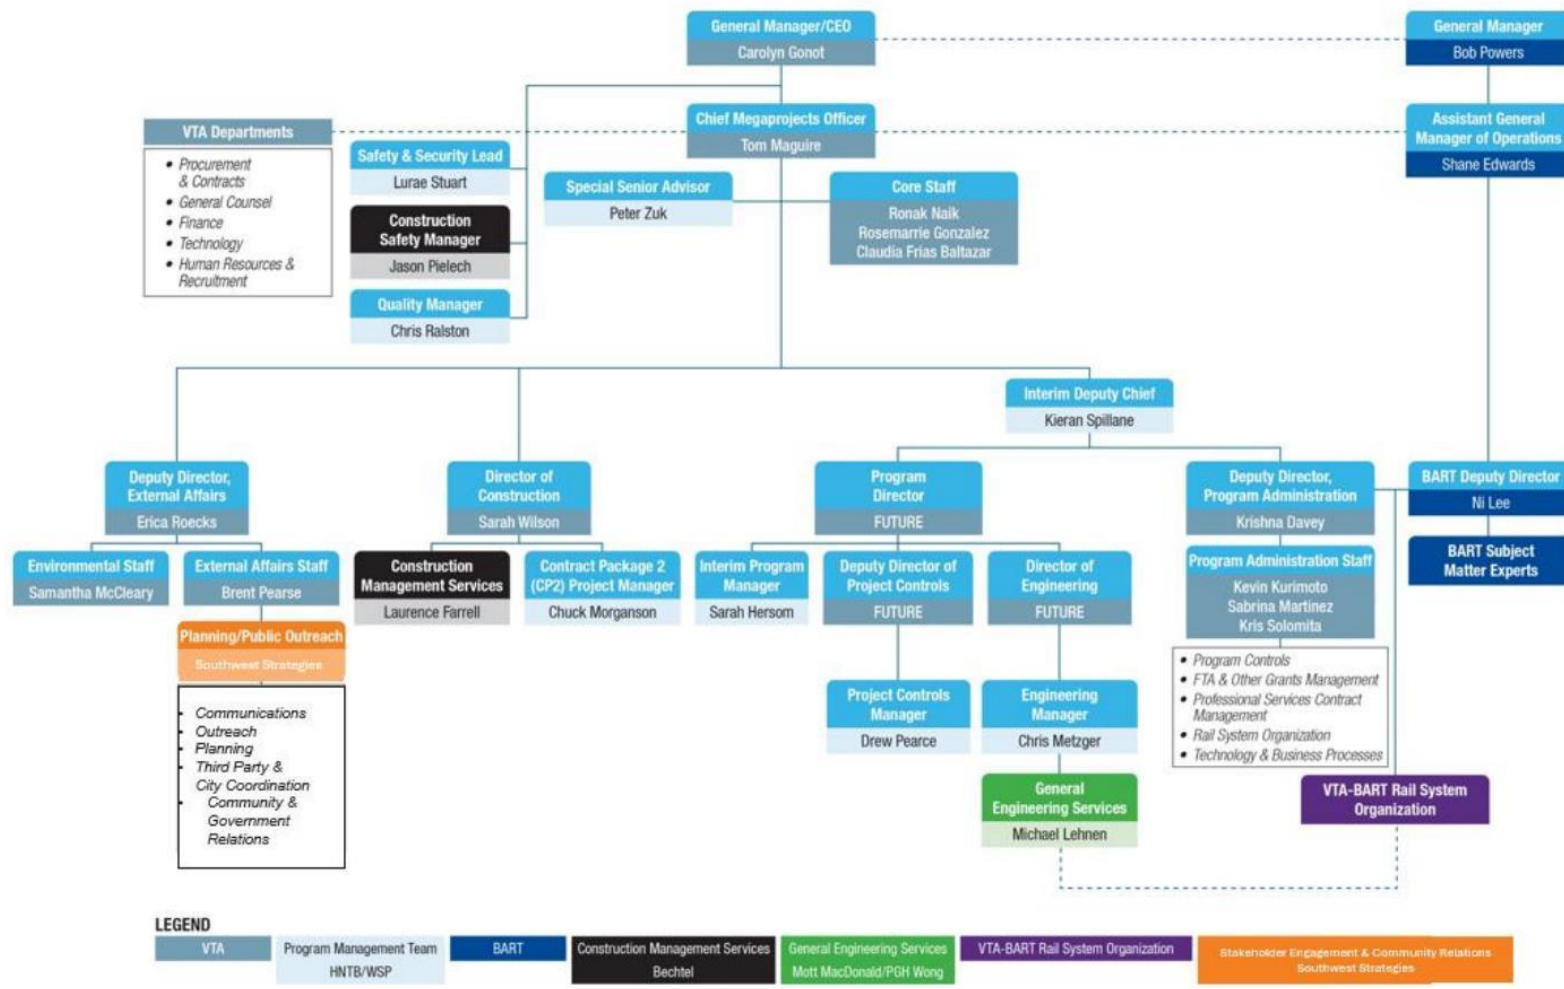 General Manager/CEO
Carolyn Gonot
General Manager
Bob Powers
VTA Departments
• Procurement
& Contracts
• General Counsel
• Finance
• Technology
• Human Resources &
Recruitment
Chief Megaprojects Officer
Tom Maguire
Assistant General
Manager of Operations
Shane Edwards
Safety & Security Lead
Lurae Stuart
Construction
Safety Manager
Jason Pielech
Quality Manager
Chris Ralston
Special Senior Advisor
Peter Zuk
Core Staff
Ronak Naik
Rosemarrie Gonzalez
Claudia Frias Baltazar
Interim Deputy Chief
Kieran Spillane
Deputy Director,
External Affairs
Erica Roecks
Director of
Construction
Sarah Wilson
Program
Director
FUTURE
Deputy Director,
Program Administration
Krishna Davey
BART Deputy Director
Ni Lee
Environmental Staff
Samantha McCleary
External Affairs Staff
Brent Pearse
Construction
Management Services
Laurence Farrell
Contract Package 2
(CP2) Project Manager
Chuck Morganson
Interim Program
Manager
Sarah Hersom
Deputy Director of
Project Controls
FUTURE
Director of
Engineering
FUTURE
Program Administration Staff
Kevin Kurimoto
Sabrina Martinez
Kris Solomita
BART Subject
Matter Experts
Planning/Public Outreach
Southwest Strategies
• Communications
• Outreach
• Planning
• Third Party &
City Coordination
• Community &
Government
Relations
Project Controls
Manager
Drew Pearce
Engineering
Manager
Chris Metzger
• Program Controls
• FTA & Other Grants Management
• Professional Services Contract
Management
• Rail System Organization
• Technology & Business Processes
General
Engineering Services
Michael Lehnen
VTA-BART Rail System
Organization
LEGEND
VTA
Program Management Team
HNTB/WSP
BART
Construction Management Services
Bechtel
General Engineering Services
Mott MacDonald/PGH Wong
VTA-BART Rail System Organization
Stakeholder Engagement & Community Relations
Southwest Strategies